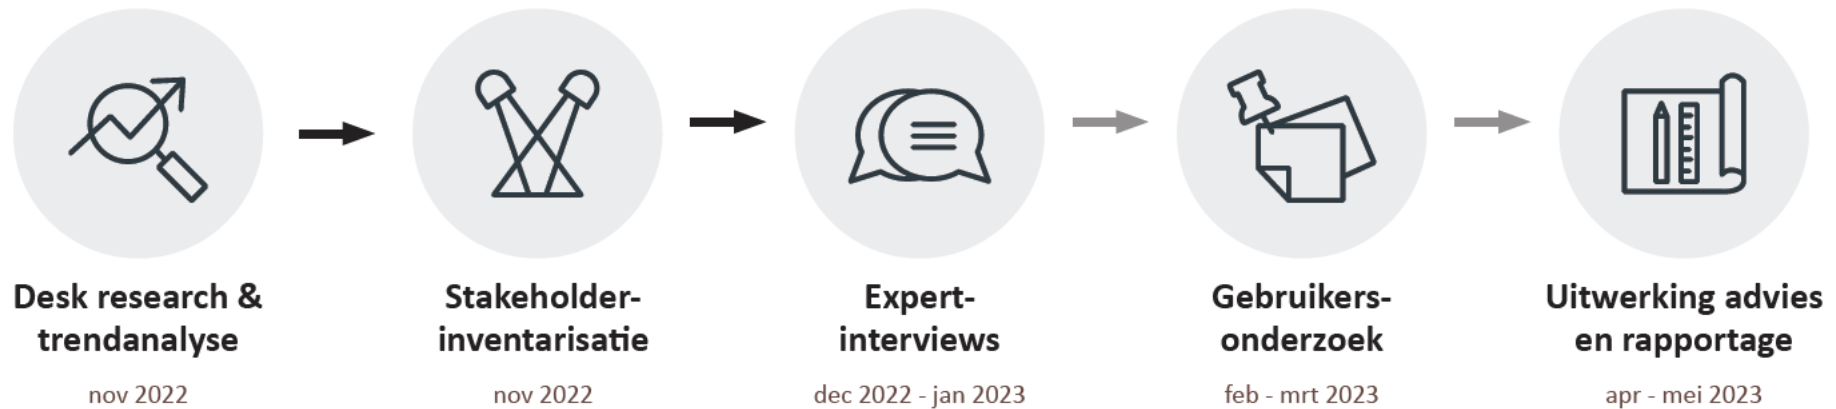 Desk research &
trendanalyse
nov 2022
Stakeholder-
inventarisatie
nov 2022
Expert-
interviews
dec 2022 - jan 2023
Gebruikers-
onderzoek
feb - mrt 2023
Uitwerking advies
en rapportage
apr - mei 2023